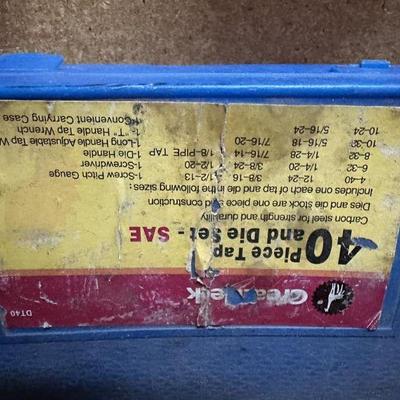 DT40
40 Piece Tap
and Die Set - SAE
Carbon steel for strength and durability
Dies and die stock are one piece construction
Includes one each of tap and die in the following sizes:
4-40 12-24 3/8-16 1/2-13
6-32 1/4-20 3/8-24 1/2-20
8-32 1/4-28 7/16-14 1/8-PIPE TAP
10-32 5/16-18 7/16-20
10-24 5/16-24
1-Screw Pitch Gauge
1-Screwdriver
1-Die Handle
1-Long Handle Adjustable Tap W
1-"T" Handle Tap Wrench
1-Convenient Carrying Case